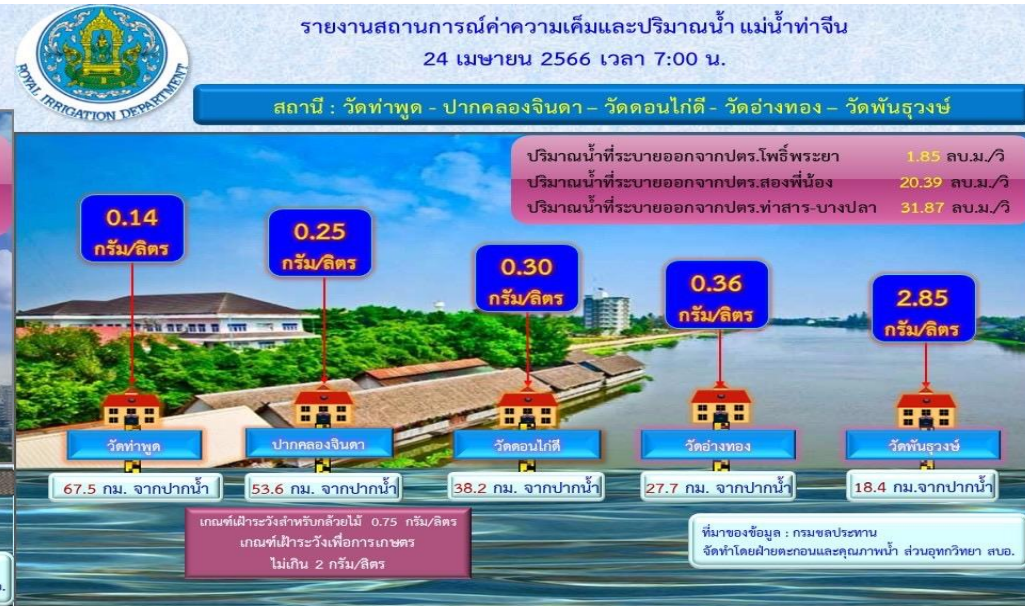 รายงานสถานการณ์ค่าความเค็มและปริมาณน้ำ แม่น้ำท่าจีน
24 เมษายน 2566 เวลา 7:00 น.
ROYAL IRRIGATION DEPARTMENT
สถานี : วัดท่าพูด - ปากคลองจินดา – วัดดอนไก่ดี - วัดอ่างทอง – วัดพันธุวงษ์
ปริมาณน้ำที่ระบายออกจากปตร.โพธิ์พระยา 1.85 ลบ.ม./วิ
ปริมาณน้ำที่ระบายออกจากปตร.สองพี่น้อง 20.39 ลบ.ม./วิ
ปริมาณน้ำที่ระบายออกจากปตร.ท่าสาร-บางปลา 31.87 ลบ.ม./วิ
0.14
กรัม/ลิตร
0.25
กรัม/ลิตร
0.30
กรัม/ลิตร
0.36
กรัม/ลิตร
2.85
กรัม/ลิตร
วัดท่าพูด
ปากคลองจินดา
วัดดอนไก่ดี
วัดอ่างทอง
วัดพันธุวงษ์
67.5 กม. จากปากน้ำ
53.6 กม. จากปากน้ำ
38.2 กม. จากปากน้ำ
27.7 กม. จากปากน้ำ
18.4 กม.จากปากน้ำ
เกณฑ์เฝ้าระวังสำหรับกล้วยไม้ 0.75 กรัม/ลิตร
เกณฑ์เฝ้าระวังเพื่อการเกษตร
ไม่เกิน 2 กรัม/ลิตร
ที่มาของข้อมูล : กรมชลประทาน
จัดทำโดยฝ่ายตะกอนและคุณภาพน้ำ ส่วนอุทกวิทยา สบอ.